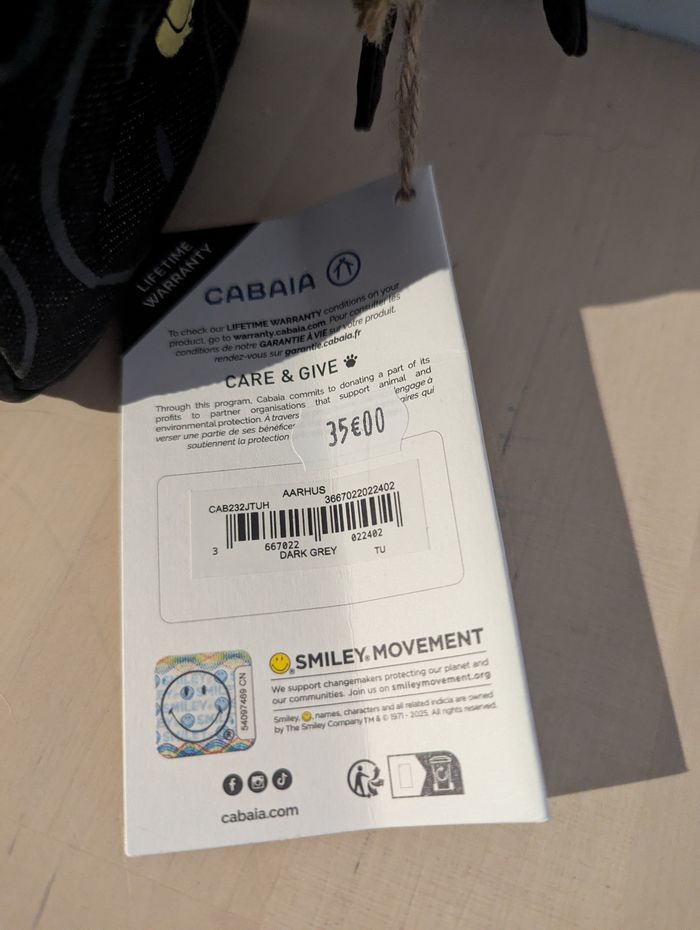 LIFETIME
WARRANTY
CABAIA
To check our LIFETIME WARRANTY conditions on your
product, go to warranty.cabaia.com. Pour consulter les
conditions de notre GARANTIE À VIE sur votre produit,
rendez-vous sur garantie.cabaia.fr
CARE & GIVE
Through this program, Cabaia commits to donating a part of its
profits to partner organisations that support animal and
environmental protection. À travers 'engage à
verser une partie de ses bénéfices aires qui
soutiennent la protection
35€00
AARHUS
CAB232JTUH 3667022022402
3 667022 022402
DARK GREY TU
SMILEY® MOVEMENT
We support changemakers protecting our planet and
our communities. Join us on smileymovement.org
Smiley, names, characters and all related indicia are owned
by The Smiley Company TM & © 1971 - 2025. All rights reserved.
54097489 CN
cabaia.com